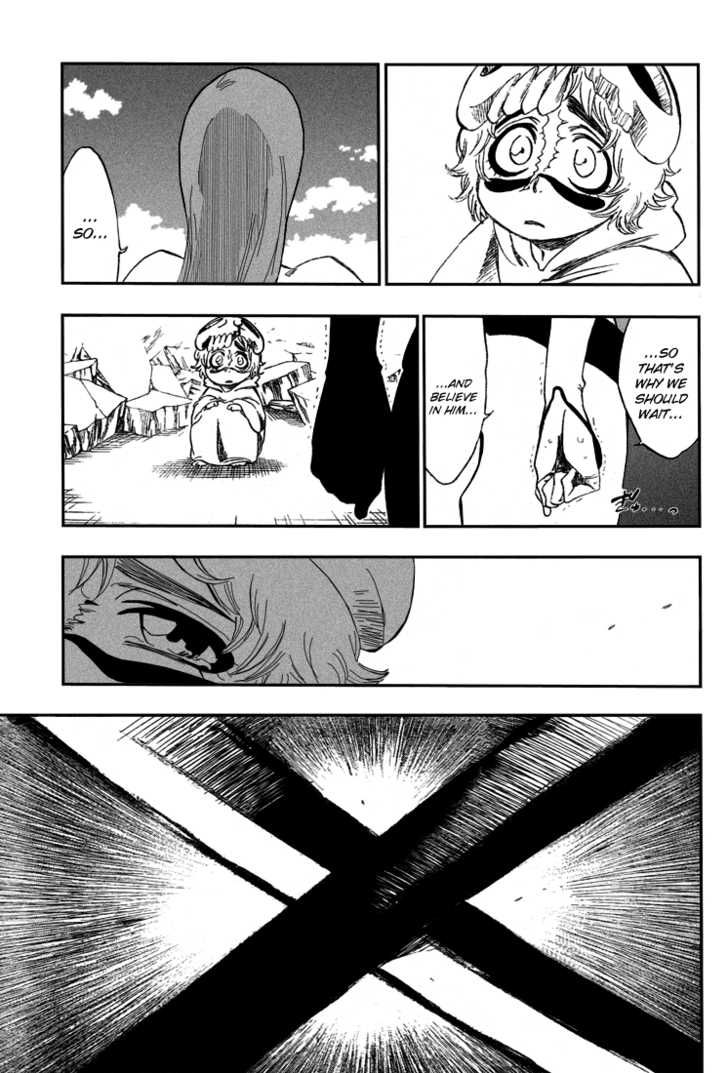 ...
SO...
...SO
THAT'S
WHY WE
SHOULD
WAIT...
...AND
BELIEVE
IN HIM...